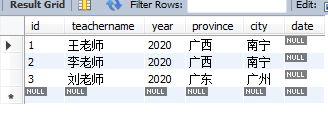 Result Grid Filter Rows: Edit:
id teachername year province city date
1 王老师 2020 广西 南宁 NULL
2 李老师 2020 广西 南宁 NULL
3 刘老师 2020 广东 广州 NULL
NULL NULL NULL NULL NULL NULL